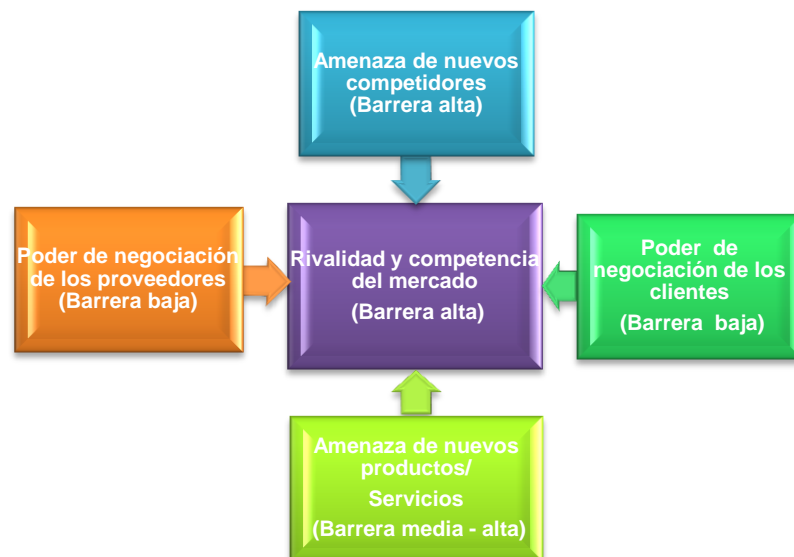 Amenaza de nuevos
competidores
(Barrera alta)
Poder de negociación
de los proveedores
(Barrera baja)
Rivalidad y competencia
del mercado
(Barrera alta)
Poder de
negociación de los
clientes
(Barrera baja)
Amenaza de nuevos
productos/
Servicios
(Barrera media - alta)